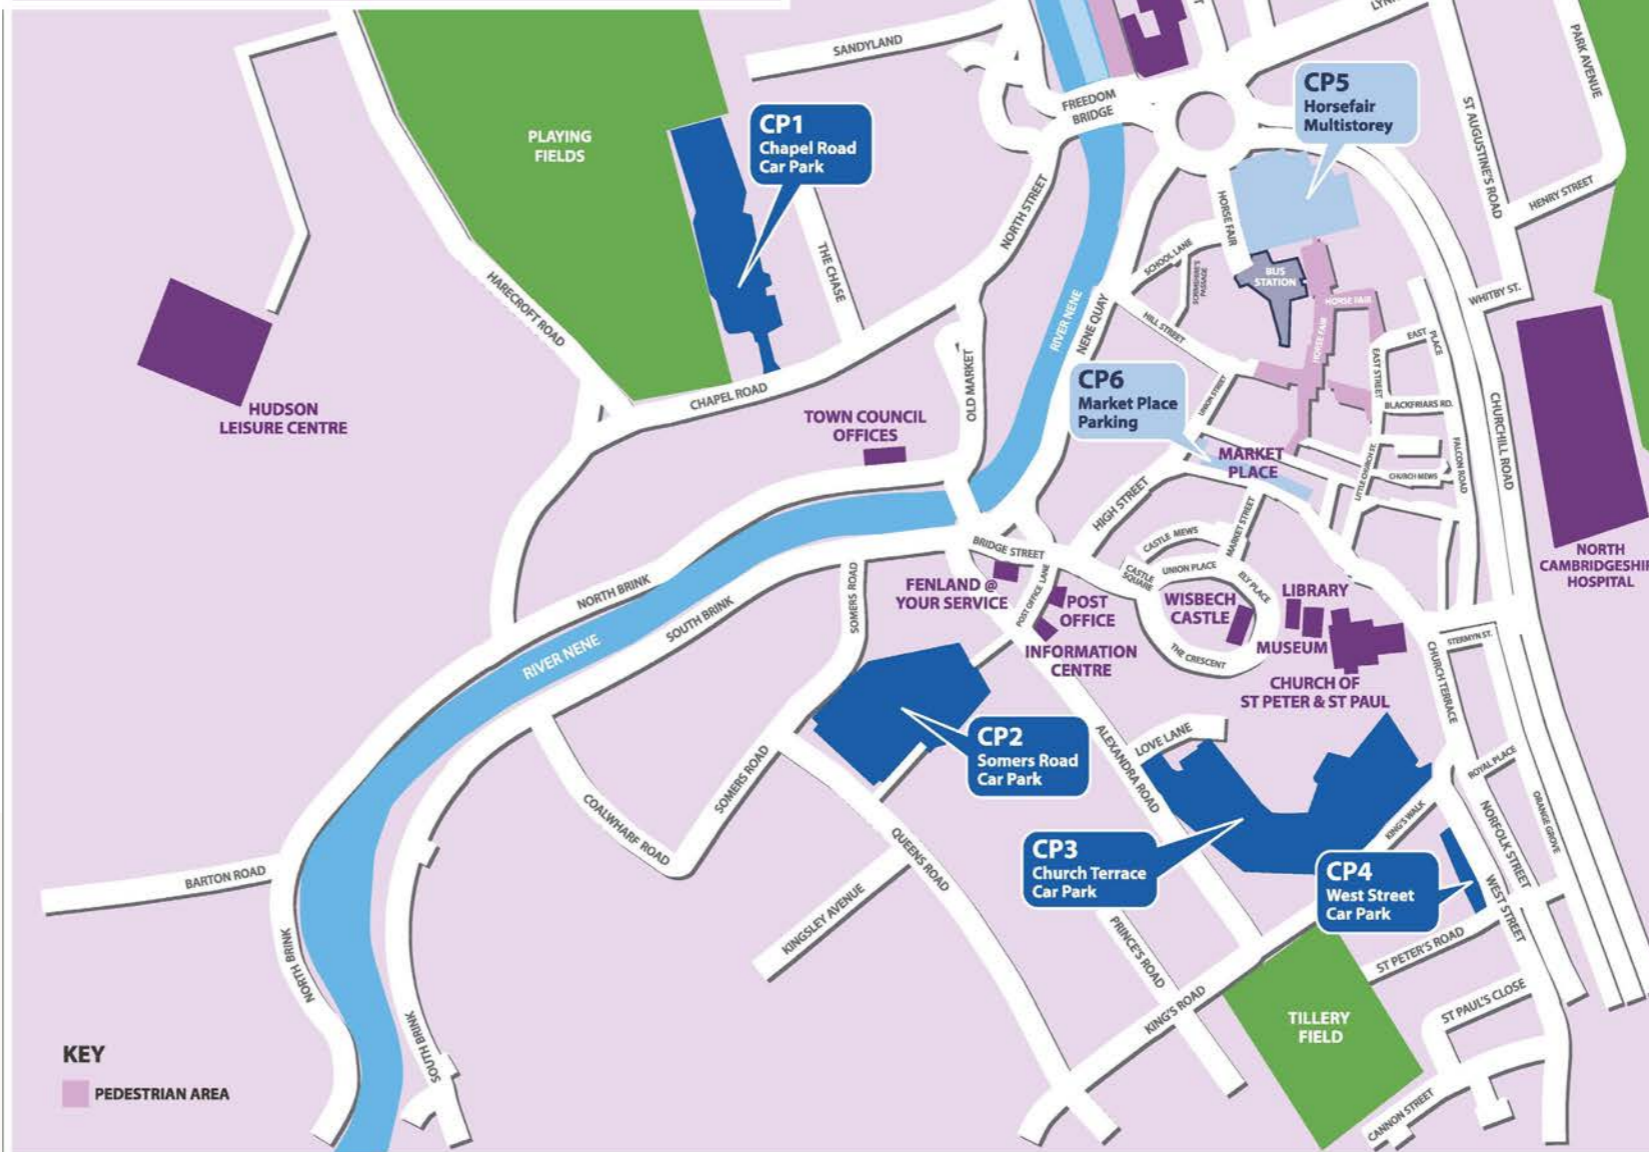 SANDYLAND
FREEDOM
BRIDGE
CP5
Horsefair
Multistorey
PARK AVENUE
ST AUGUSTINE'S ROAD
HENRY STREET
PLAYING
FIELDS
CP1
Chapel Road
Car Park
NORTH STREET
HORSE FAIR
SCHOOL LANE
SCRIMSHIRE'S
PASSAGE
BUS
STATION
HORSE FAIR
HORSE FAIR
WHITBY ST.
THE CHASE
HARECROFT ROAD
RIVER NENE
NENE QUAY
HILL STREET
EAST
PLACE
EAST STREET
HUDSON
LEISURE CENTRE
CHAPEL ROAD
OLD MARKET
CP6
Market Place
Parking
UNION STREET
BLACKFRIARS RD.
CHURCHILL ROAD
TOWN COUNCIL
OFFICES
MARKET
PLACE
LITTLE CHURCH ST.
CHURCH MEWS
FALCON ROAD
HIGH STREET
MARKET STREET
CASTLE MEWS
BRIDGE STREET
CASTLE
SQUARE
UNION PLACE
ELY PLACE
NORTH
HOSPITAL
NORTH BRINK
SOUTH BRINK
SOMERS ROAD
FENLAND @
YOUR SERVICE
POST OFFICE LANE
POST
OFFICE
WISBECH
CASTLE
LIBRARY
MUSEUM
INFORMATION
CENTRE
THE CRESCENT
STERMYN ST.
CHURCH TERRACE
CHURCH OF
ST PETER & ST PAUL
RIVER NENE
CP2
Somers Road
Car Park
ALEXANDRA ROAD
LOVE LANE
ROYAL PLACE
COALWHARF ROAD
SOMERS ROAD
KING'S WALK
NORFOLK STREET
ORANGE GROVE
CP3
Church Terrace
Car Park
CP4
West Street
Car Park
WEST STREET
BARTON ROAD
QUEENS ROAD
KINGSLEY AVENUE
PRINCE'S ROAD
ST PETER'S ROAD
NORTH BRINK
KING'S ROAD
ST PAUL'S CLOSE
TILLERY
FIELD
SOUTH BRINK
CANNON STREET
KEY
PEDESTRIAN AREA